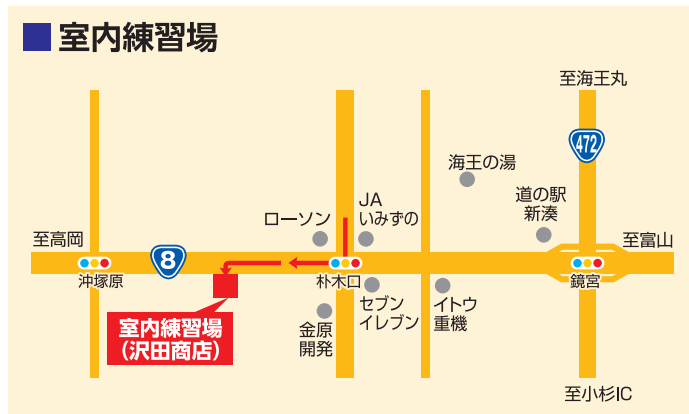 室内練習場
至海王丸
472
海王の湯
道の駅
新湊
JA
いみずの
ローソン
至高岡
至富山
8
沖塚原
朴木口
鏡宮
セブン
イレブン
イトウ
重機
室内練習場
(沢田商店)
金原
開発
至小杉IC